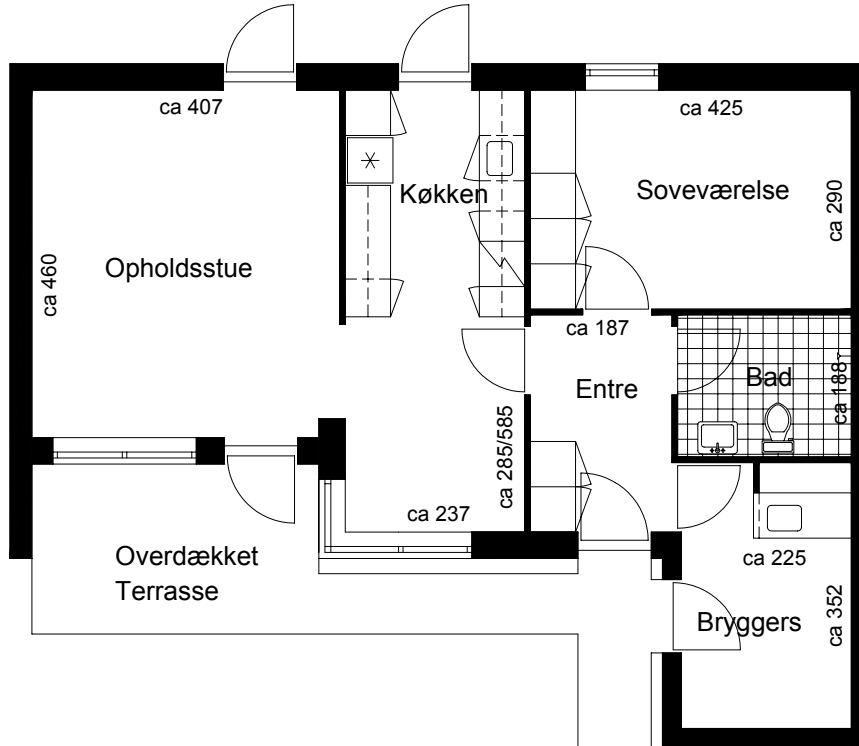 ca 407
ca 425
Køkken
Soveværelse
ca 290
ca 460
Opholdsstue
ca 187
Bad
ca 188
Entre
ca 285/585
ca 237
Overdækket
Terrasse
ca 225
Bryggers
ca 352